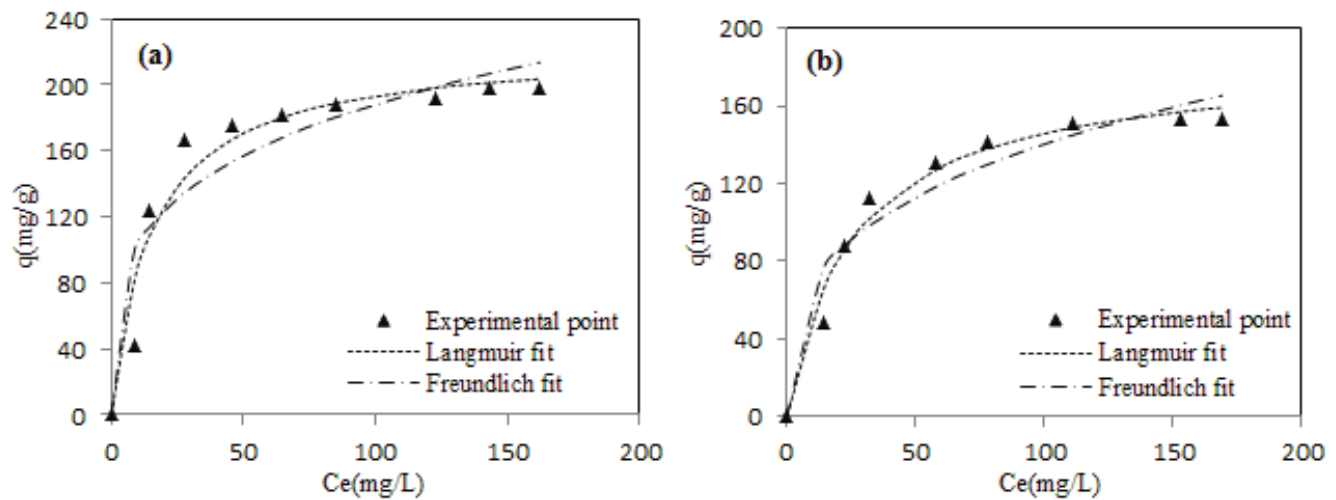 (a)
240
200
160
120
80
40
0
q(mg/g)
0 50 100 150 200
Ce(mg/L)
Experimental point
Langmuir fit
Freundlich fit
(b)
200
160
120
80
40
0
q(mg/g)
0 50 100 150 200
Ce(mg/L)
Experimental point
Langmuir fit
Freundlich fit